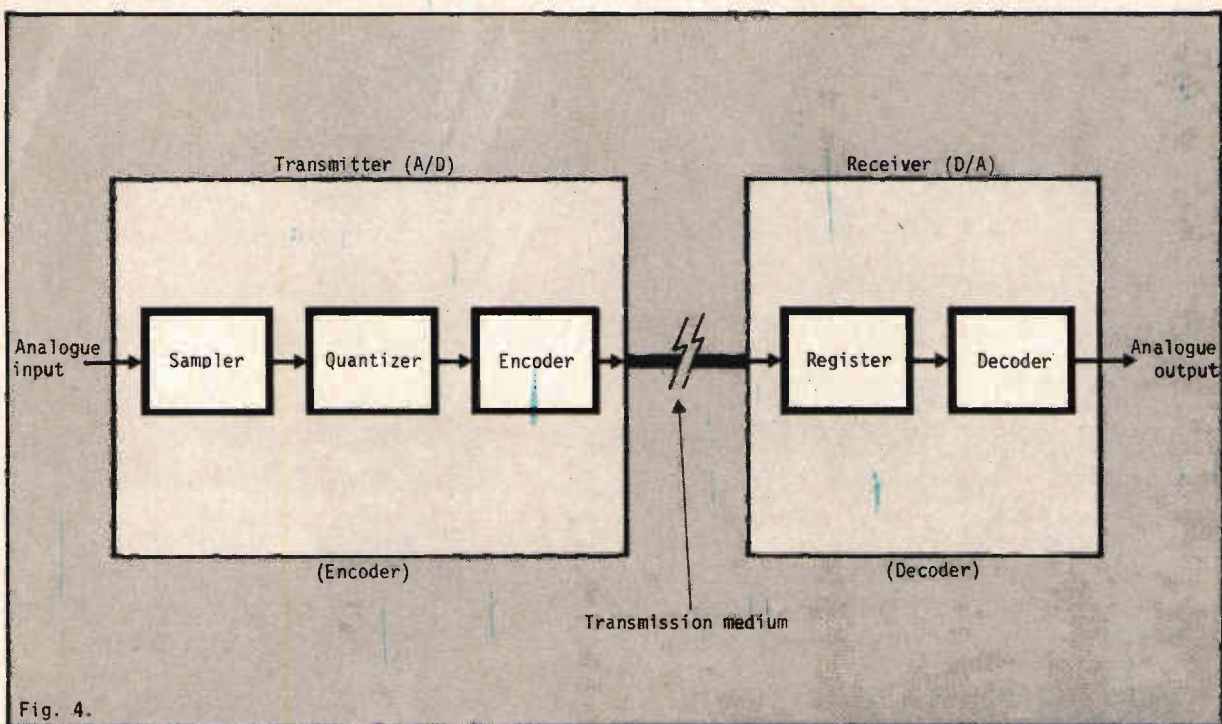 Transmitter (A/D)
Receiver (D/A)
Analogue
input
Sampler
Quantizer
Encoder
Register
Decoder
Analogue
output
(Encoder)
(Decoder)
Transmission medium
Fig. 4.